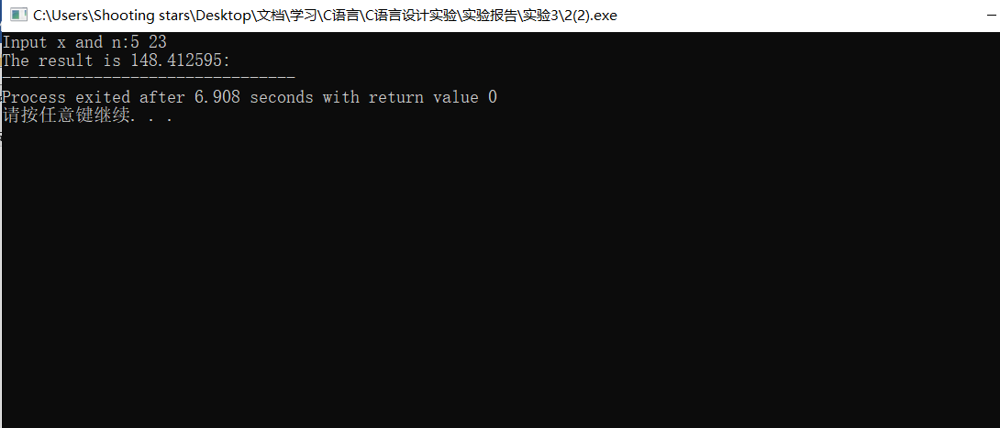 C:\Users\Shooting stars\Desktop\文档\学习\C语言\C语言设计实验\实验报告\实验3\2(2).exe
Input x and n:5 23
The result is 148.412595:
--------------------------------
Process exited after 6.908 seconds with return value 0
请按任意键继续. . .